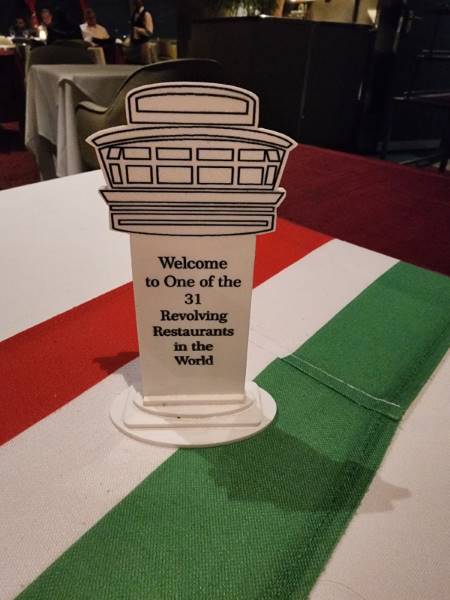 Welcome
to One of the
31
Revolving
Restaurants
in the
World